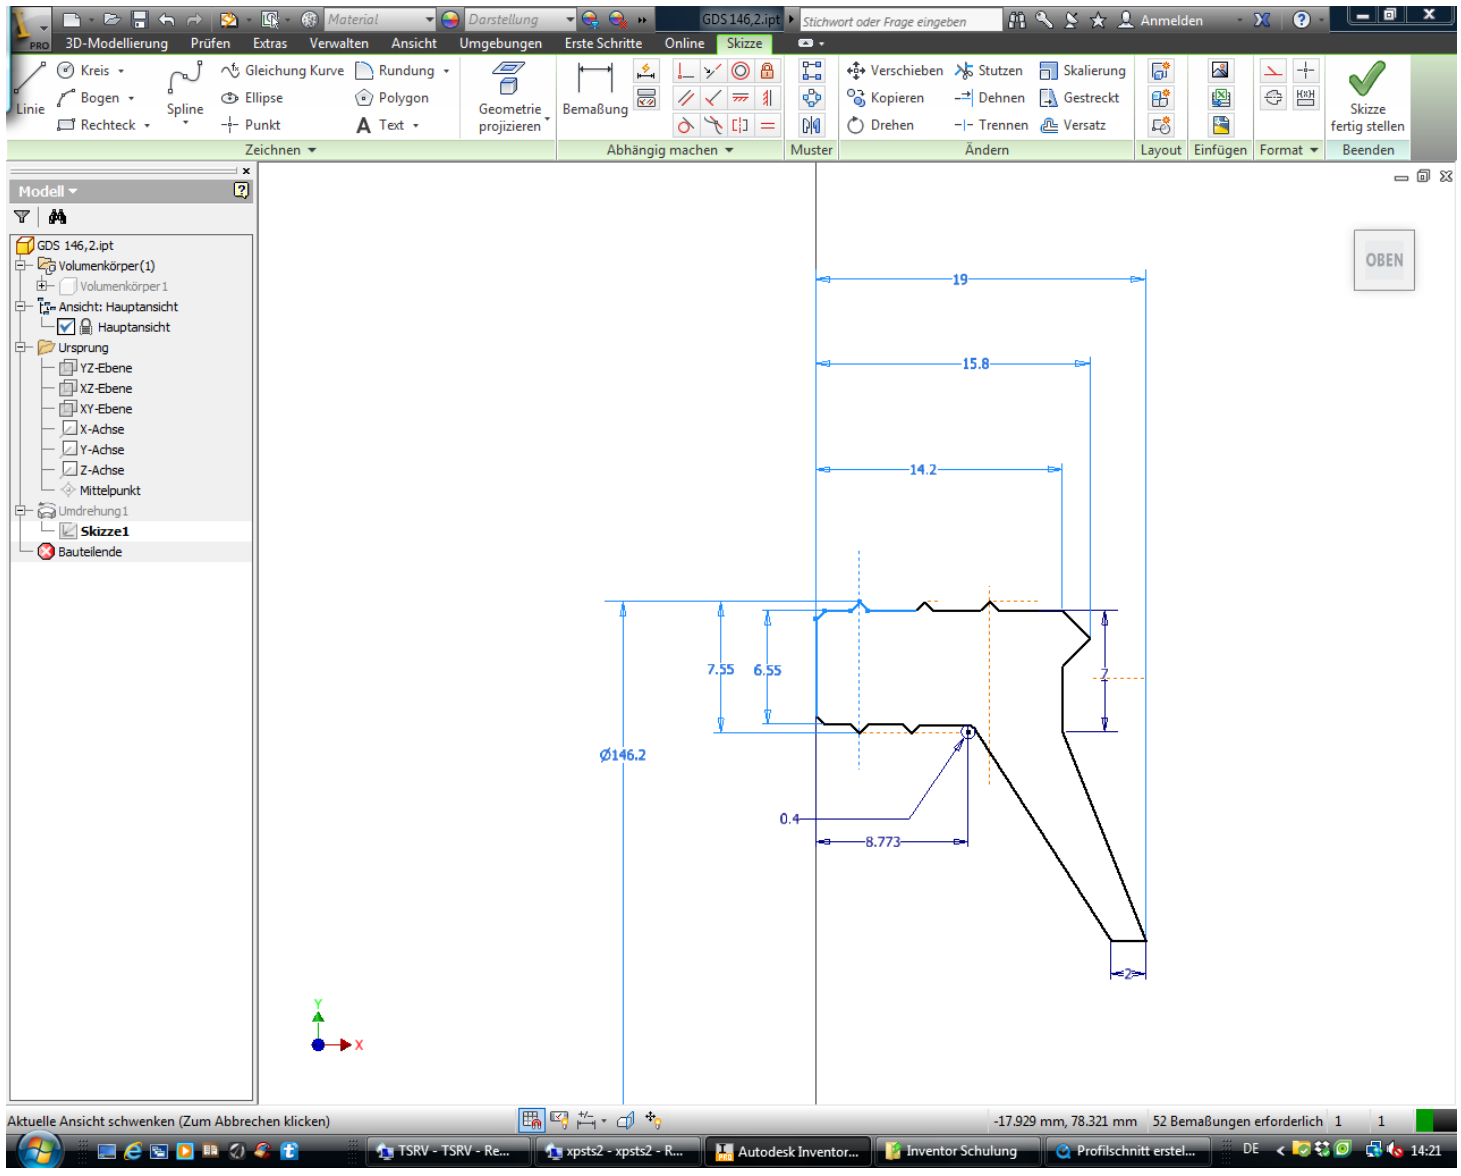 PRO
Material
Darstellung
GDS 146,2.ipt
Stichwort oder Frage eingeben
Anmelden
3D-Modellierung Prüfen Extras Verwalten Ansicht Umgebungen Erste Schritte Online Skizze
Linie
Kreis
Bogen
Rechteck
Spline
Gleichung Kurve
Ellipse
Punkt
Rundung
Polygon
Text
Geometrie projizieren
Bemaßung
Verschieben
Kopieren
Drehen
Stutzen
Dehnen
Trennen
Skalierung
Gestreckt
Versatz
Skizze
fertig stellen
Zeichnen Abhängig machen Muster Ändern Layout Einfügen Format Beenden
Modell
GDS 146,2.ipt
Volumenkörper(1)
Volumenkörper1
Ansicht: Hauptansicht
Hauptansicht
Ursprung
YZ-Ebene
XZ-Ebene
XY-Ebene
X-Achse
Y-Achse
Z-Achse
Mittelpunkt
Umdrehung1
Skizze1
Bauteilende
OBEN
19
15.8
14.2
7.55
6.55
7
Ø146.2
0.4
8.773
2
Y
X
Aktuelle Ansicht schwenken (Zum Abbrechen klicken)
-17.929 mm, 78.321 mm 52 Bemaßungen erforderlich 1 1
TSRV - TSRV - Re...
xpsts2 - xpsts2 - R...
Autodesk Inventor...
Inventor Schulung
Profilschnitt erstel...
DE
14:21